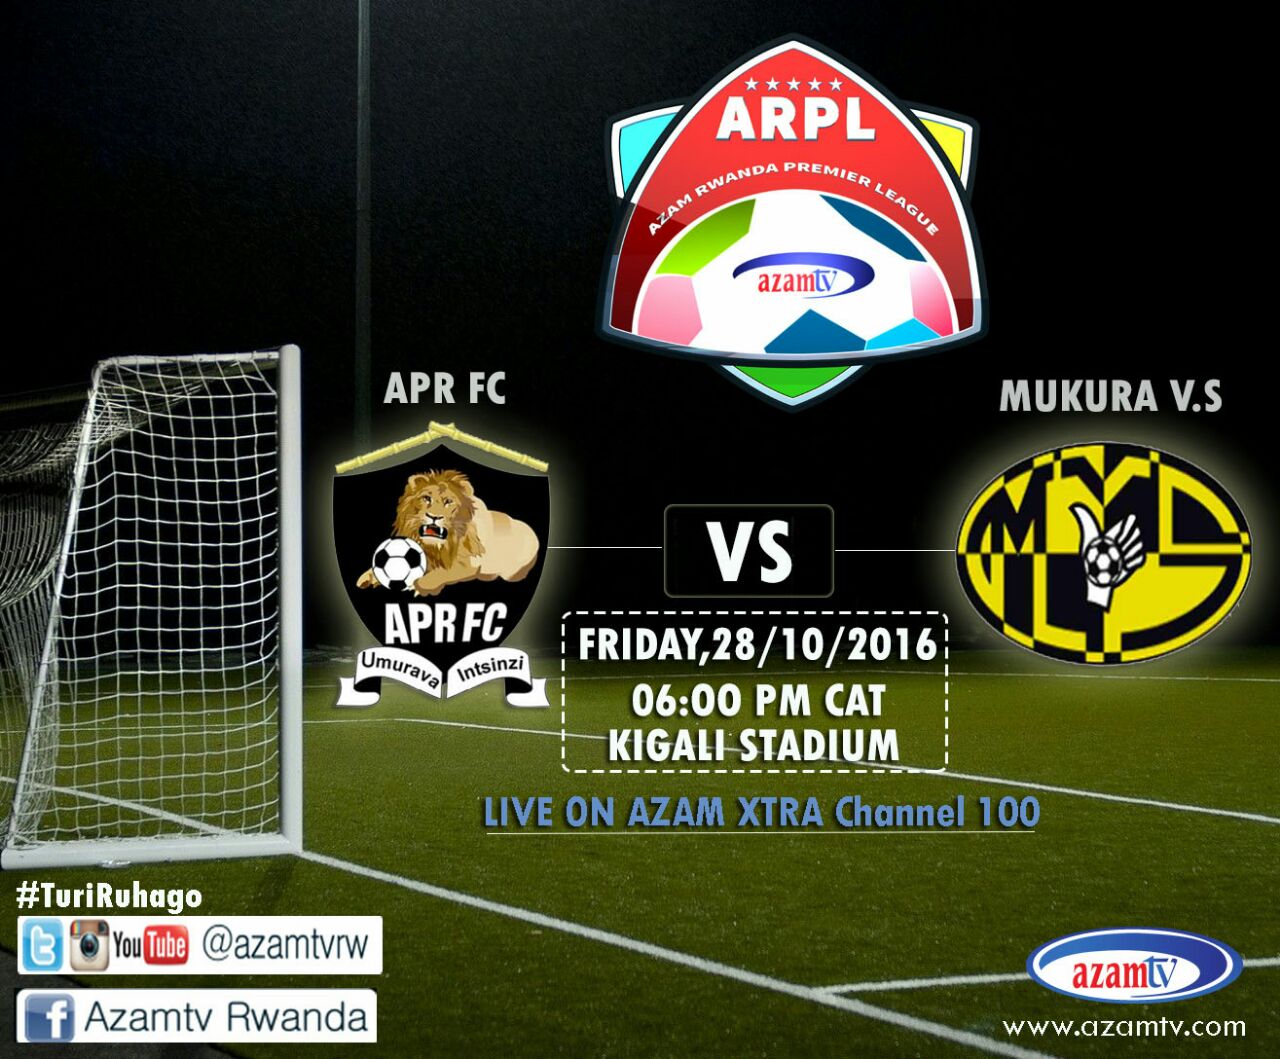 ARPL
AZAM RWANDA PREMIER LEAGUE
azamtv
APR FC
MUKURA V.S
APR FC
Umurava Intsinzi
VS
MVS
FRIDAY,28/10/2016
06:00 PM CAT
KIGALI STADIUM
LIVE ON AZAM XTRA Channel 100
#TuriRuhago
YouTube @azamtvrw
Azamtv Rwanda
azamtv
www.azamtv.com